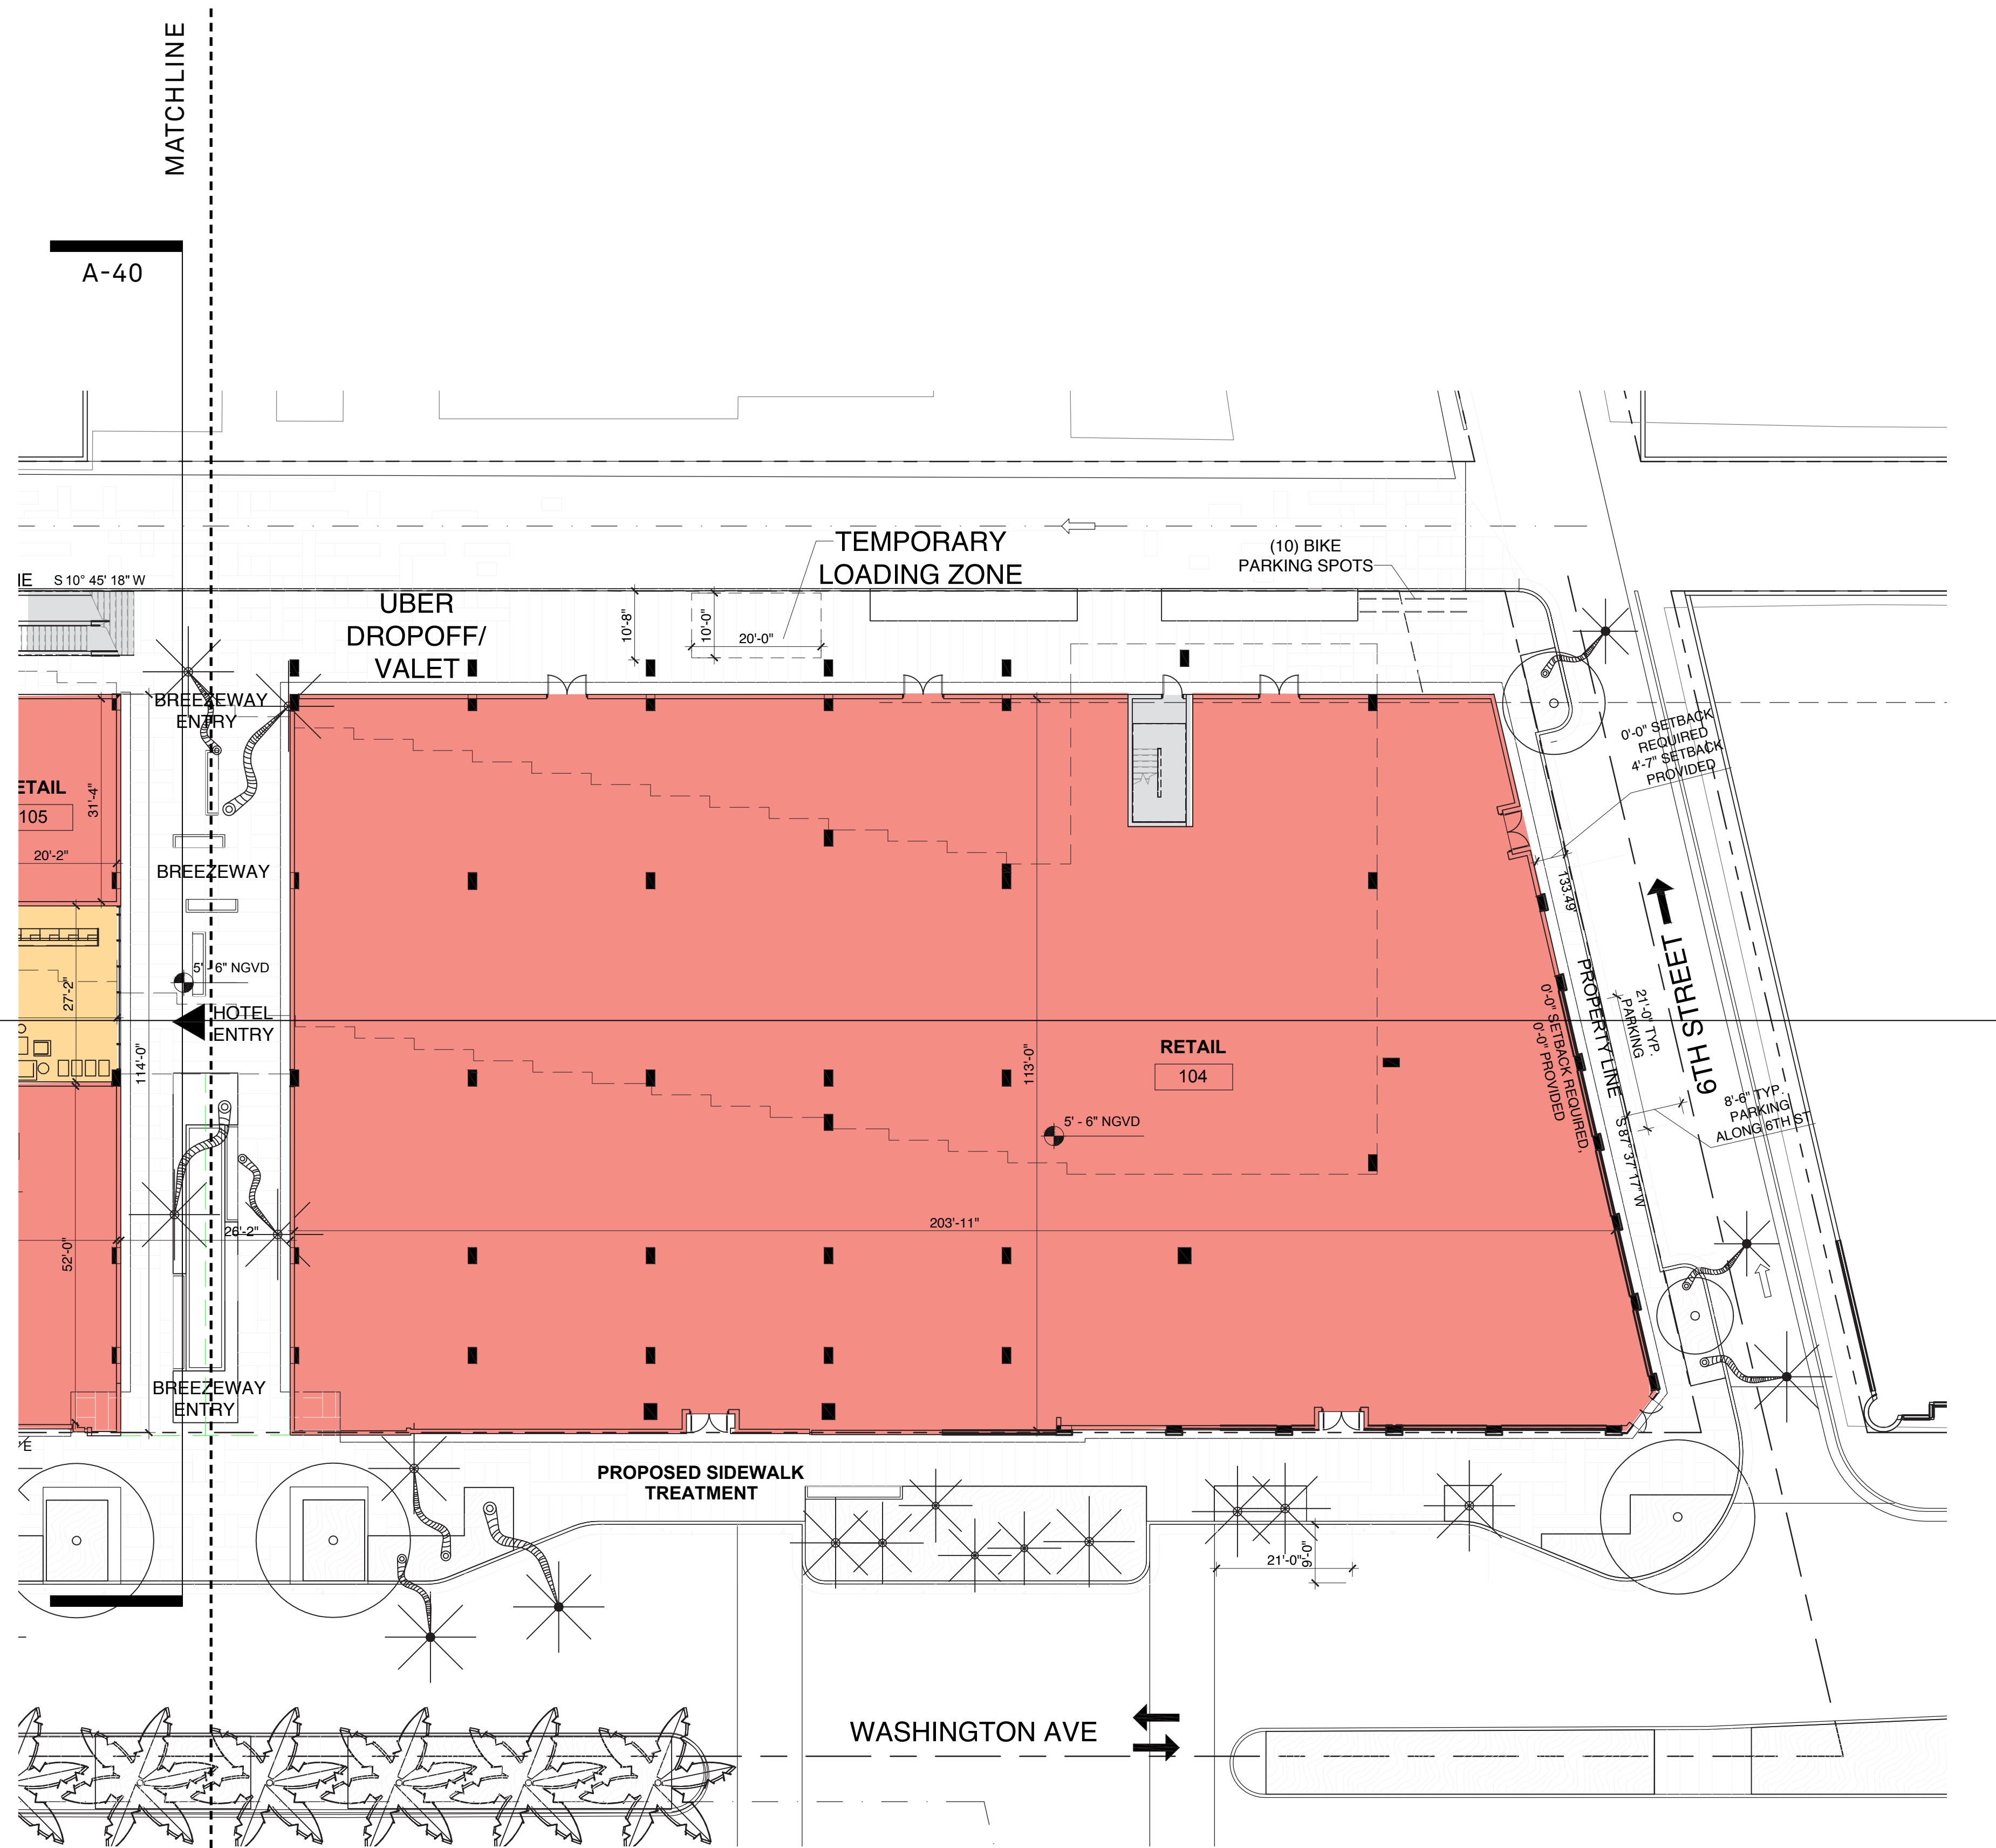 MATCHLINE
A-40
TEMPORARY
LOADING ZONE
(10) BIKE
PARKING SPOTS
S 10° 45' 18" W
UBER
DROPOFF/
VALET
10'-8"
10'-0"
20'-0"
BREEZEWAY
ENTRY
0'-0" SETBACK
REQUIRED
4'-7" SETBACK
PROVIDED
ETAIL
105
31'-4"
20'-2"
BREEZEWAY
133.49'
5' - 6" NGVD
27'-2"
HOTEL
ENTRY
114'-0"
113'-0"
RETAIL
104
5' - 6" NGVD
PROPERTY LINE
0'-0" SETBACK REQUIRED,
0'-0" PROVIDED
21'-0" TYP.
PARKING
6TH STREET
8'-6" TYP.
PARKING
ALONG 6TH ST
S 87° 37' 17" W
203'-11"
26'-2"
52'-0"
BREEZEWAY
ENTRY
PROPOSED SIDEWALK
TREATMENT
21'-0"
9'-0"
WASHINGTON AVE